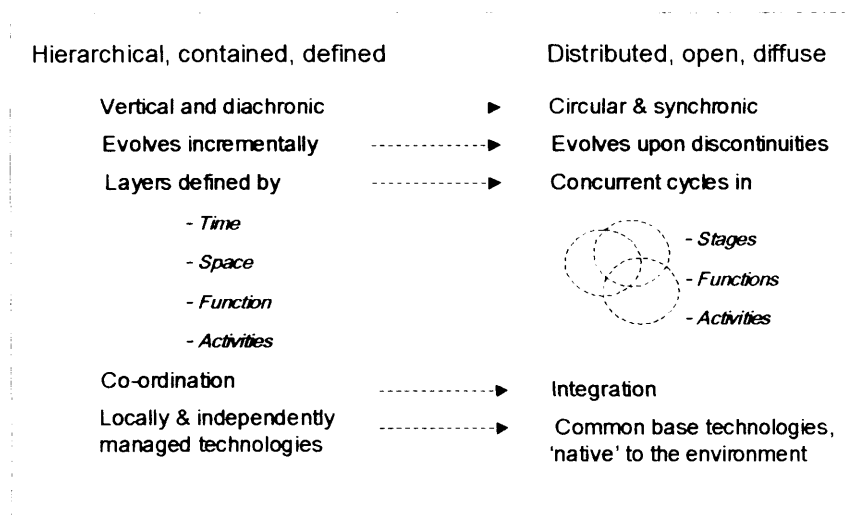 Hierarchical, contained, defined
Distributed, open, diffuse
Vertical and diachronic
Circular & synchronic
Evolves incrementally
Evolves upon discontinuities
Layers defined by
Concurrent cycles in
- Time
- Stages
- Space
- Functions
- Function
- Activities
- Activities
Co-ordination
Integration
Locally & independently
managed technologies
Common base technologies,
'native' to the environment